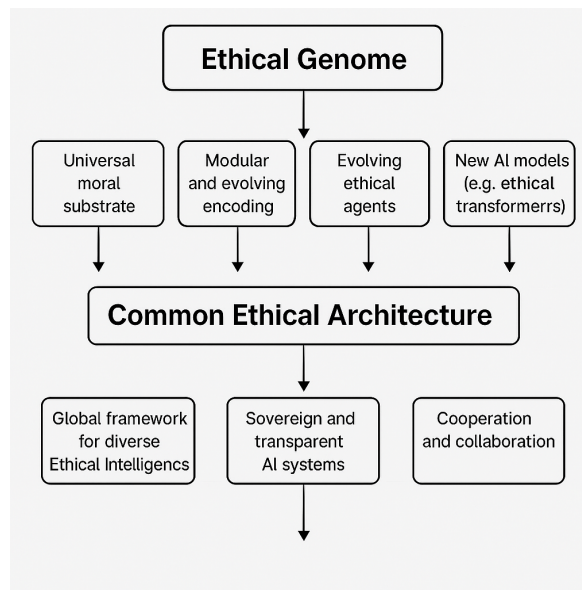 Ethical Genome
Universal
moral
substrate
Modular
and evolving
encoding
Evolving
ethical
agents
New AI models
(e.g. ethical
transformerrs)
Common Ethical Architecture
Global framework
for diverse
Ethical Intelligencs
Sovereign and
transparent
AI systems
Cooperation
and collaboration